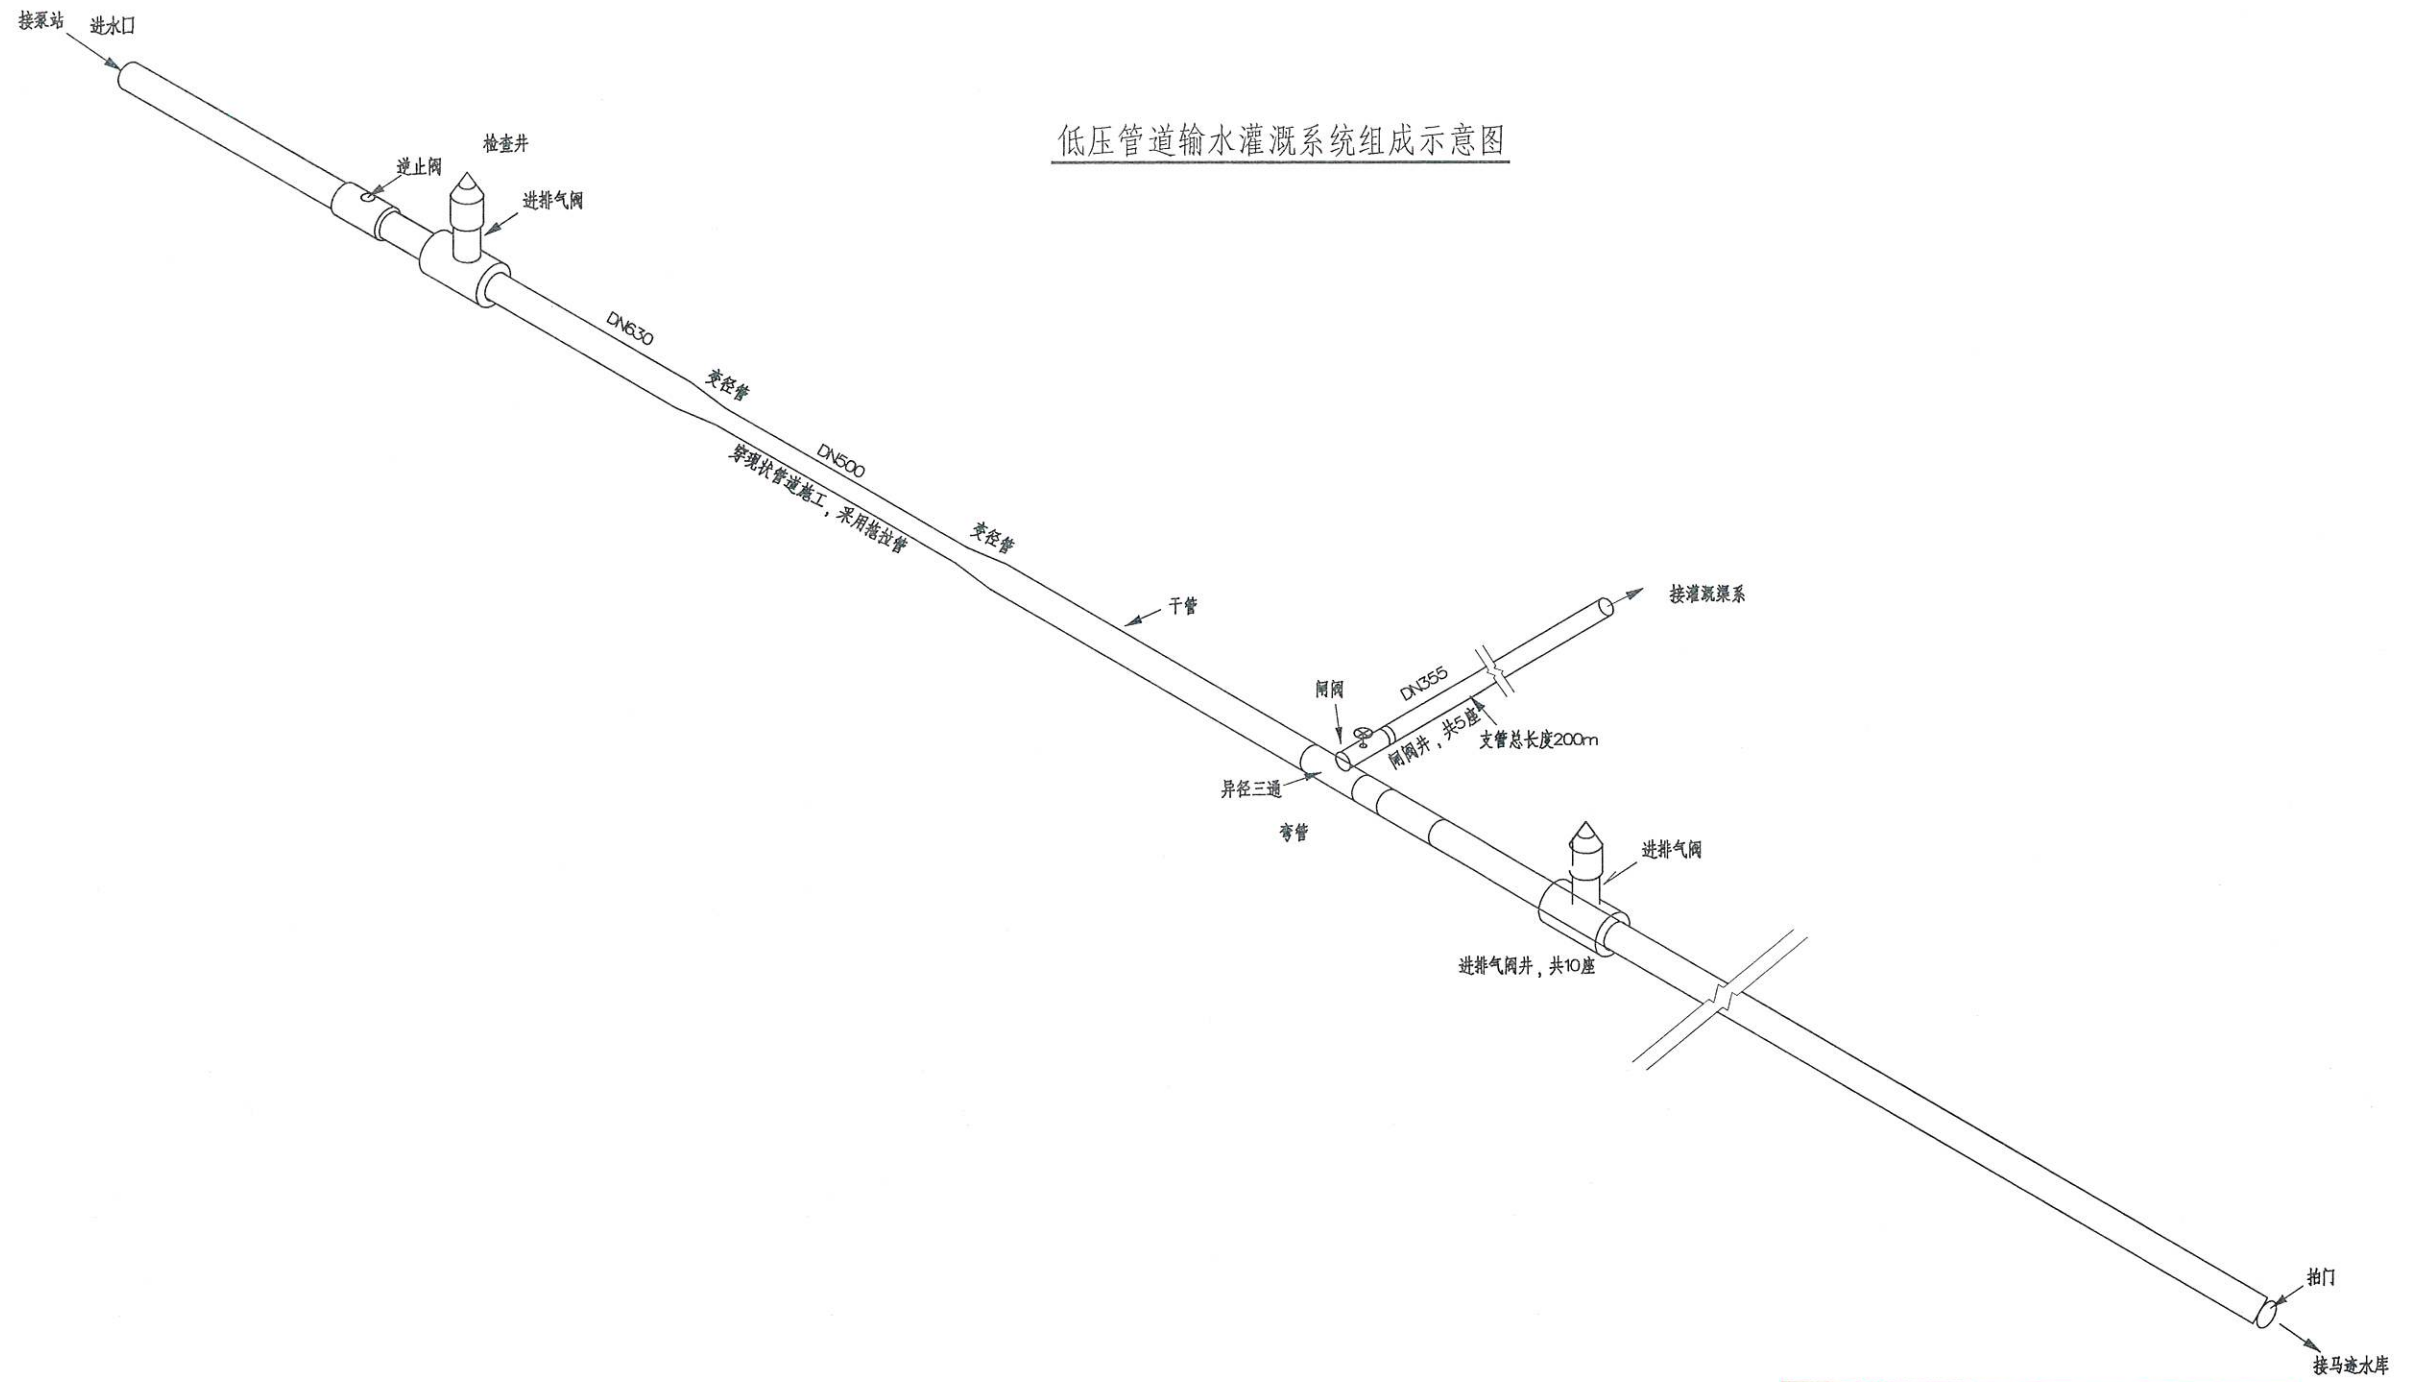 接泵站
进水口
低压管道输水灌溉系统组成示意图
检查井
逆止阀
进排气阀
DN630
变径管
DN500
穿现状管道施工，采用拖拉管
变径管
干管
接灌溉渠系
DN355
闸阀
闸阀井，共5座
支管总长度200m
异径三通
弯管
进排气阀
进排气阀井，共10座
拍门
接马迹水库